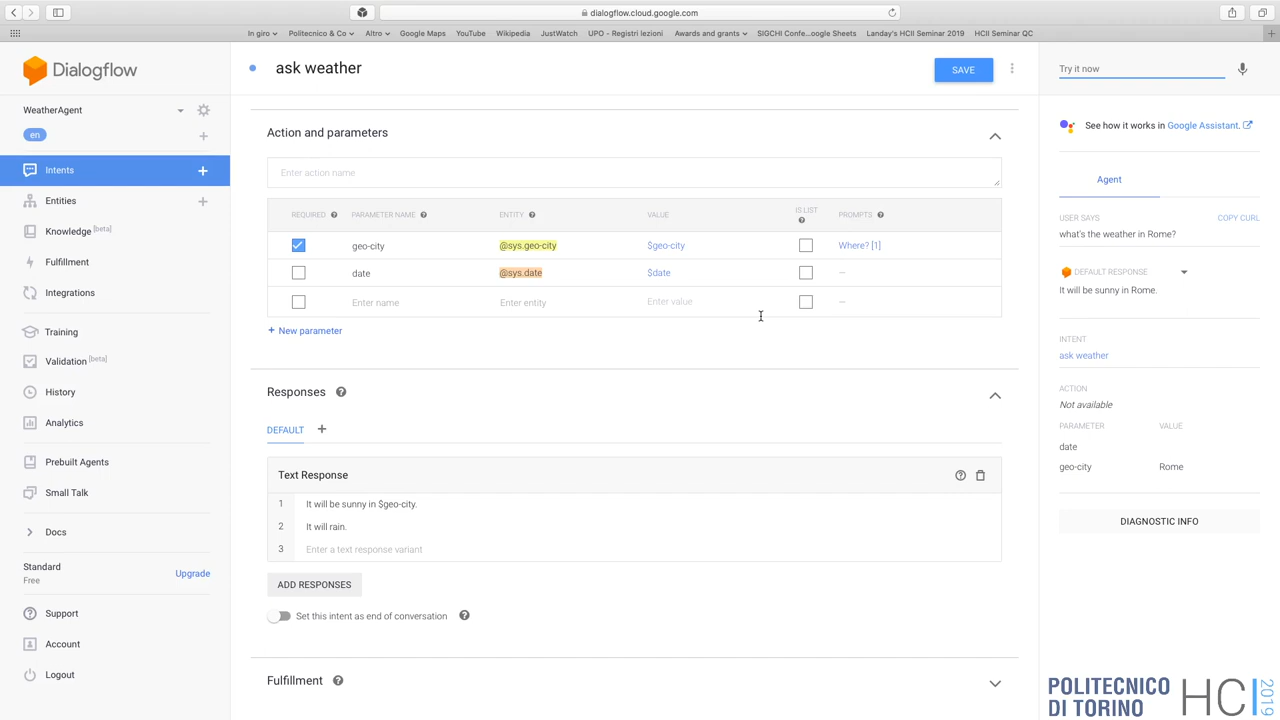 dialogflow.cloud.google.com
In giro
Politecnico & Co
Altro
Google Maps
YouTube
Wikipedia
JustWatch
UPO - Registri lezioni
Awards and grants
SIGCHI Confe...oogle Sheets
Landay's HCII Seminar 2019
HCII Seminar QC
Dialogflow
ask weather
SAVE
Try it now
WeatherAgent
en
See how it works in Google Assistant.
Action and parameters
Intents
Enter action name
Agent
Entities
REQUIRED PARAMETER NAME ENTITY VALUE IS LIST PROMPTS
USER SAYS COPY CURL
Knowledge [beta]
what's the weather in Rome?
geo-city @sys.geo-city $geo-city Where? [1]
Fulfillment
date @sys.date $date –
DEFAULT RESPONSE
Integrations
It will be sunny in Rome.
Enter name Enter entity Enter value –
Training
+ New parameter
INTENT
Validation [beta]
ask weather
History
Responses
ACTION
Not available
Analytics
DEFAULT +
PARAMETER VALUE
date
Prebuilt Agents
geo-city Rome
Text Response
Small Talk
1 It will be sunny in $geo-city.
2 It will rain.
DIAGNOSTIC INFO
Docs
3 Enter a text response variant
Standard
Free
Upgrade
ADD RESPONSES
Support
Set this intent as end of conversation
Account
Logout
Fulfillment
POLITECNICO
DI TORINO
HCI
2019